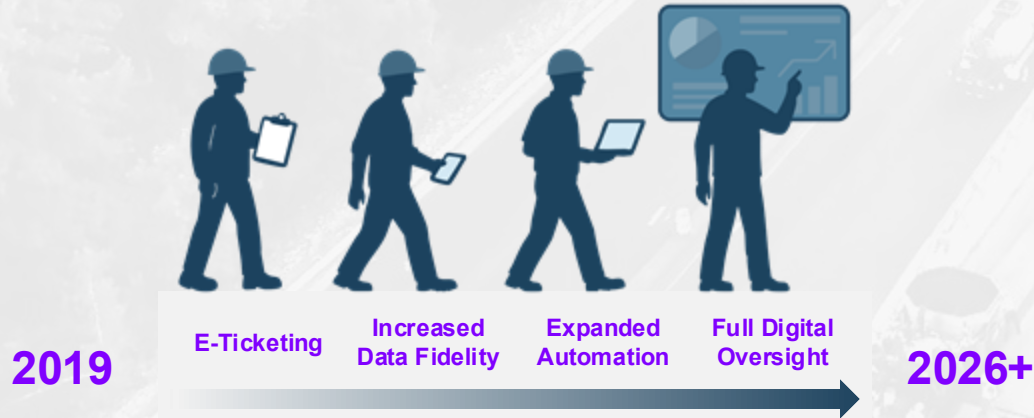 E-Ticketing
Increased
Data Fidelity
Expanded
Automation
Full Digital
Oversight
2019
2026+